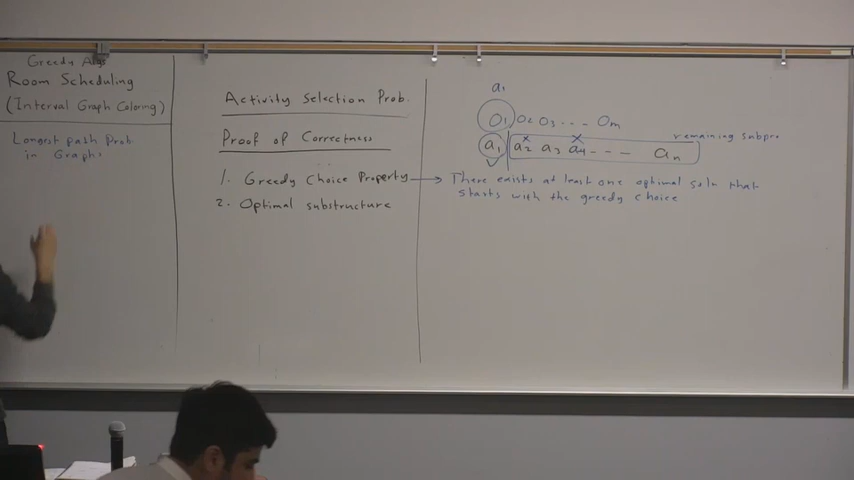 Greedy Algs
Room Scheduling
(Interval Graph Coloring)
Longest path Prob.
in Graphs
Activity Selection Prob.
Proof of Correctness
1. Greedy Choice Property →
2. Optimal substructure
a1
O1 O2 O3 ... Om
remaining subpro
a1 a2 a3 a4 - - - an
There exists at least one optimal soln that
starts with the greedy choice